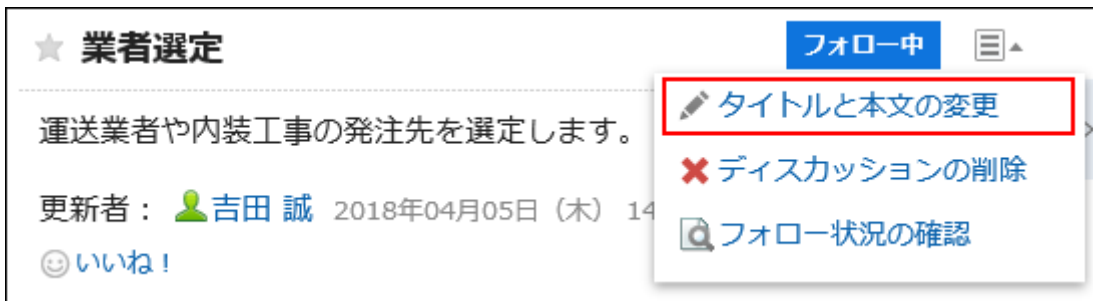 業者選定
フォロー中
タイトルと本文の変更
運送業者や内装工事の発注先を選定します。
ディスカッションの削除
更新者： 吉田 誠 2018年04月05日（木） 14
フォロー状況の確認
いいね！